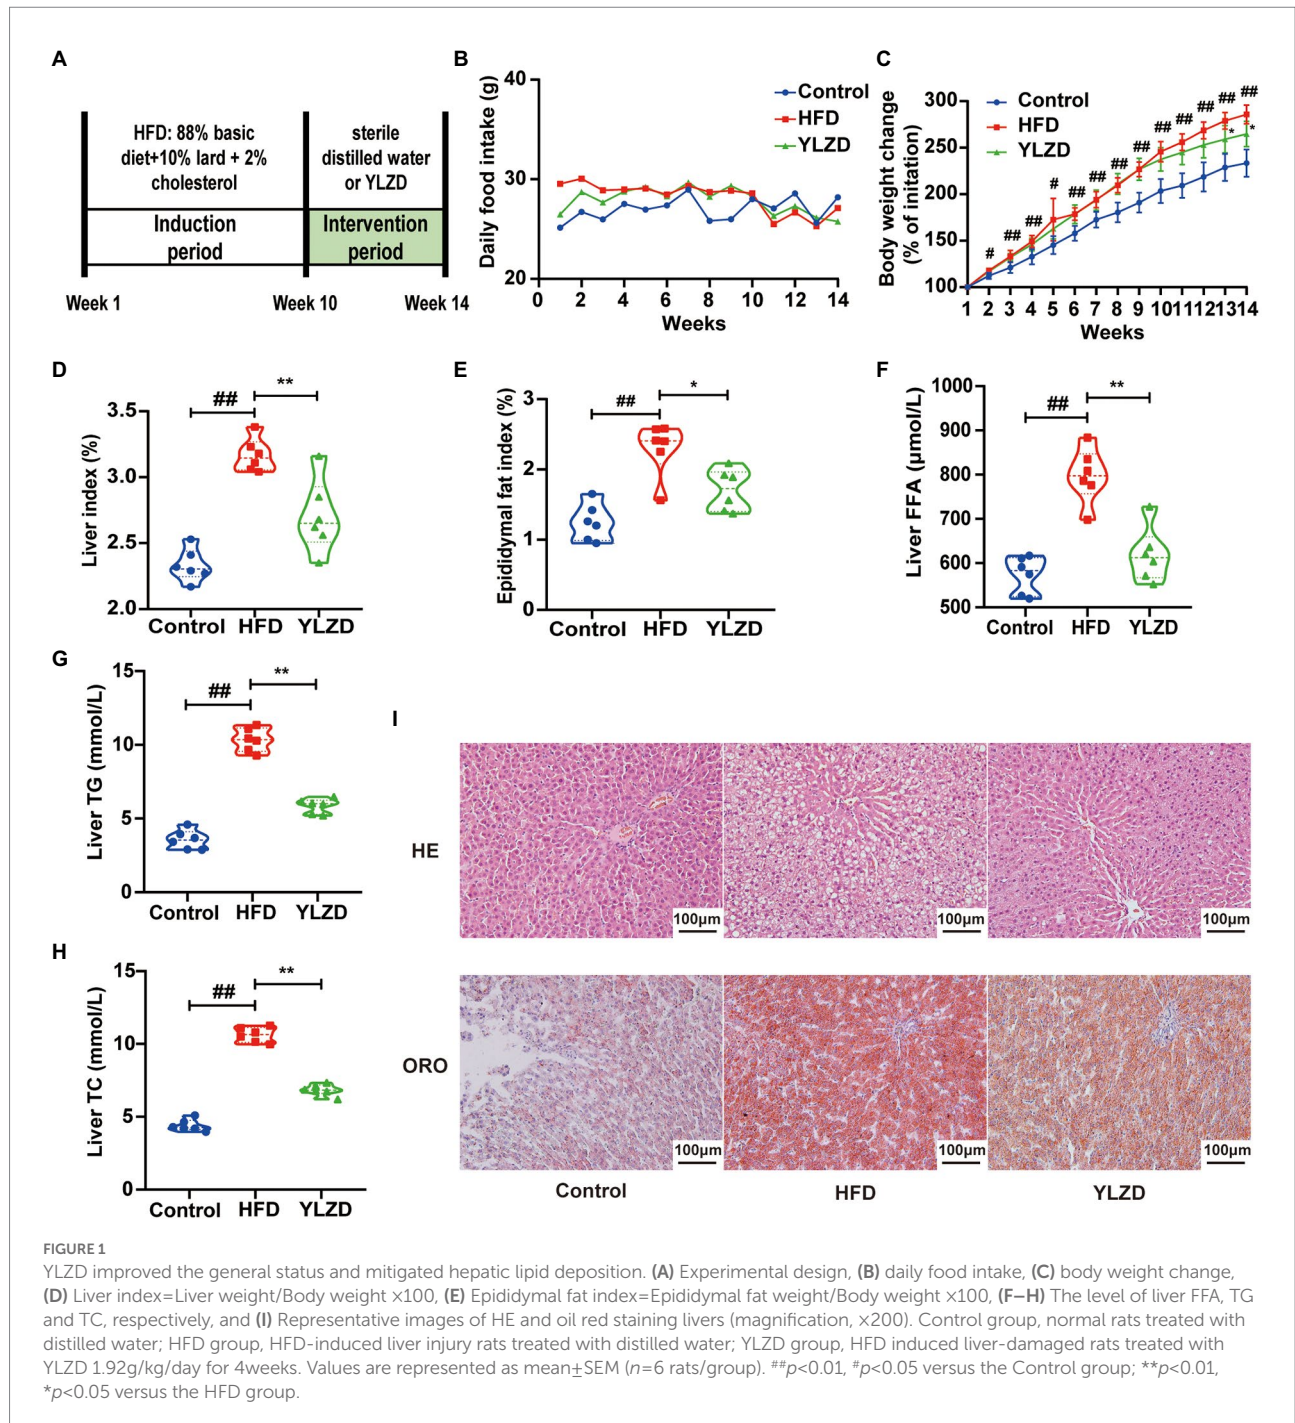 A
HFD: 88% basic
diet+10% lard + 2%
cholesterol
sterile
distilled water
or YLZD
Induction
period
Intervention
period
Week 1
Week 10
Week 14
B
Daily food intake (g)
40
30
20
0 2 4 6 8 10 12 14
Weeks
Control
HFD
YLZD
C
Body weight change
(% of initation)
300
250
200
150
100
1 2 3 4 5 6 7 8 9 1011121314
Weeks
Control
HFD
YLZD
# ## ## # ## ## ## ## ## ## ## ## ##
* *
D
Liver index (%)
3.5
3.0
2.5
2.0
## **
Control HFD YLZD
E
Epididymal fat index (%)
3
2
1
0
## *
Control HFD YLZD
F
Liver FFA (μmol/L)
1000
900
800
700
600
500
## **
Control HFD YLZD
G
Liver TG (mmol/L)
15
10
5
0
## **
Control HFD YLZD
H
Liver TC (mmol/L)
15
10
5
0
## **
Control HFD YLZD
I
HE
100μm 100μm 100μm
ORO
100μm 100μm 100μm
Control HFD YLZD
FIGURE 1
YLZD improved the general status and mitigated hepatic lipid deposition. (A) Experimental design, (B) daily food intake, (C) body weight change,
(D) Liver index=Liver weight/Body weight ×100, (E) Epididymal fat index=Epididymal fat weight/Body weight ×100, (F–H) The level of liver FFA, TG
and TC, respectively, and (I) Representative images of HE and oil red staining livers (magnification, ×200). Control group, normal rats treated with
distilled water; HFD group, HFD-induced liver injury rats treated with distilled water; YLZD group, HFD induced liver-damaged rats treated with
YLZD 1.92g/kg/day for 4weeks. Values are represented as mean±SEM (n=6 rats/group). ##p<0.01, #p<0.05 versus the Control group; **p<0.01,
*p<0.05 versus the HFD group.